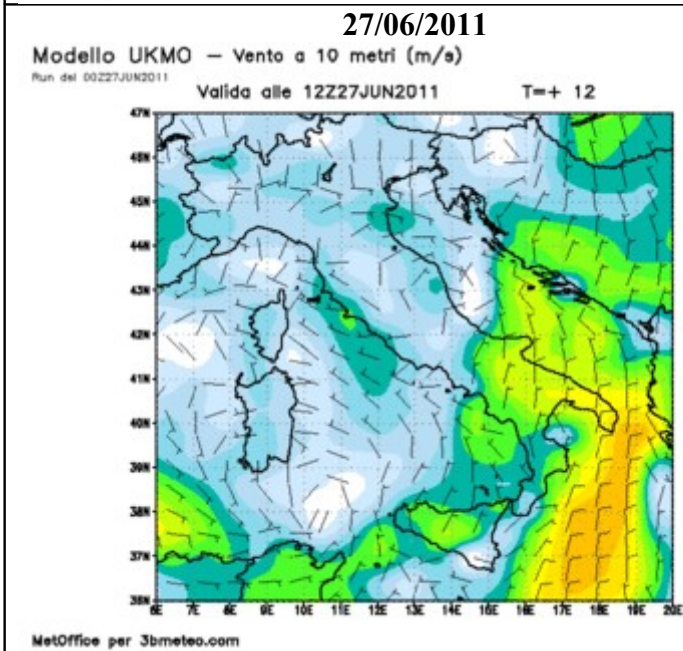 27/06/2011
Modello UKMO – Vento a 10 metri (m/s)
Run del 00Z27JUN2011
Valida alle 12Z27JUN2011 T=+ 12
47N
46N
45N
44N
43N
42N
41N
40N
39N
38N
37N
36N
6E 7E 8E 9E 10E 11E 12E 13E 14E 15E 16E 17E 18E 19E 20E
MetOffice per 3bmeteo.com